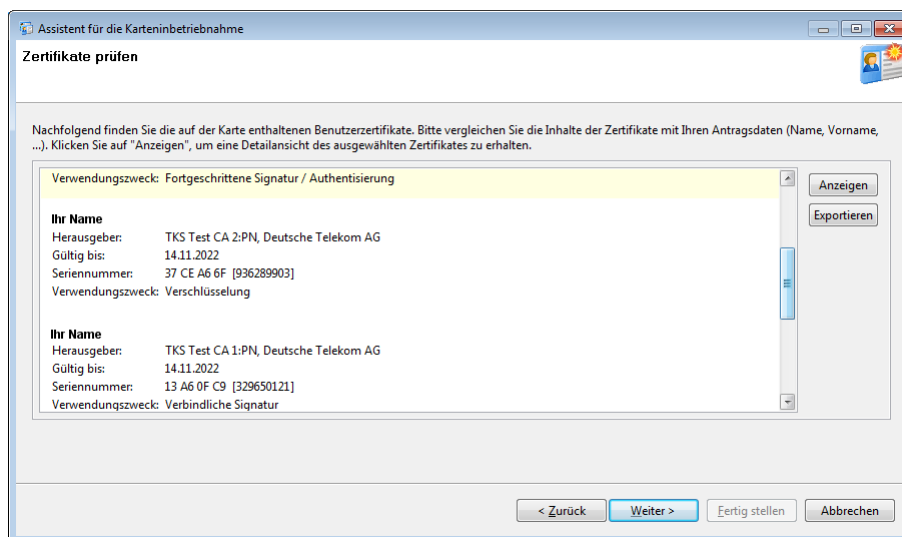 Assistent für die Karteninbetriebnahme
Zertifikate prüfen
Nachfolgend finden Sie die auf der Karte enthaltenen Benutzerzertifikate. Bitte vergleichen Sie die Inhalte der Zertifikate mit Ihren Antragsdaten (Name, Vorname,
...). Klicken Sie auf "Anzeigen", um eine Detailansicht des ausgewählten Zertifikates zu erhalten.
Verwendungszweck: Fortgeschrittene Signatur / Authentisierung
Anzeigen
Exportieren
Ihr Name
Herausgeber: TKS Test CA 2:PN, Deutsche Telekom AG
Gültig bis: 14.11.2022
Seriennummer: 37 CE A6 6F [936289903]
Verwendungszweck: Verschlüsselung
Ihr Name
Herausgeber: TKS Test CA 1:PN, Deutsche Telekom AG
Gültig bis: 14.11.2022
Seriennummer: 13 A6 0F C9 [329650121]
Verwendungszweck: Verbindliche Signatur
< Zurück Weiter > Fertig stellen Abbrechen